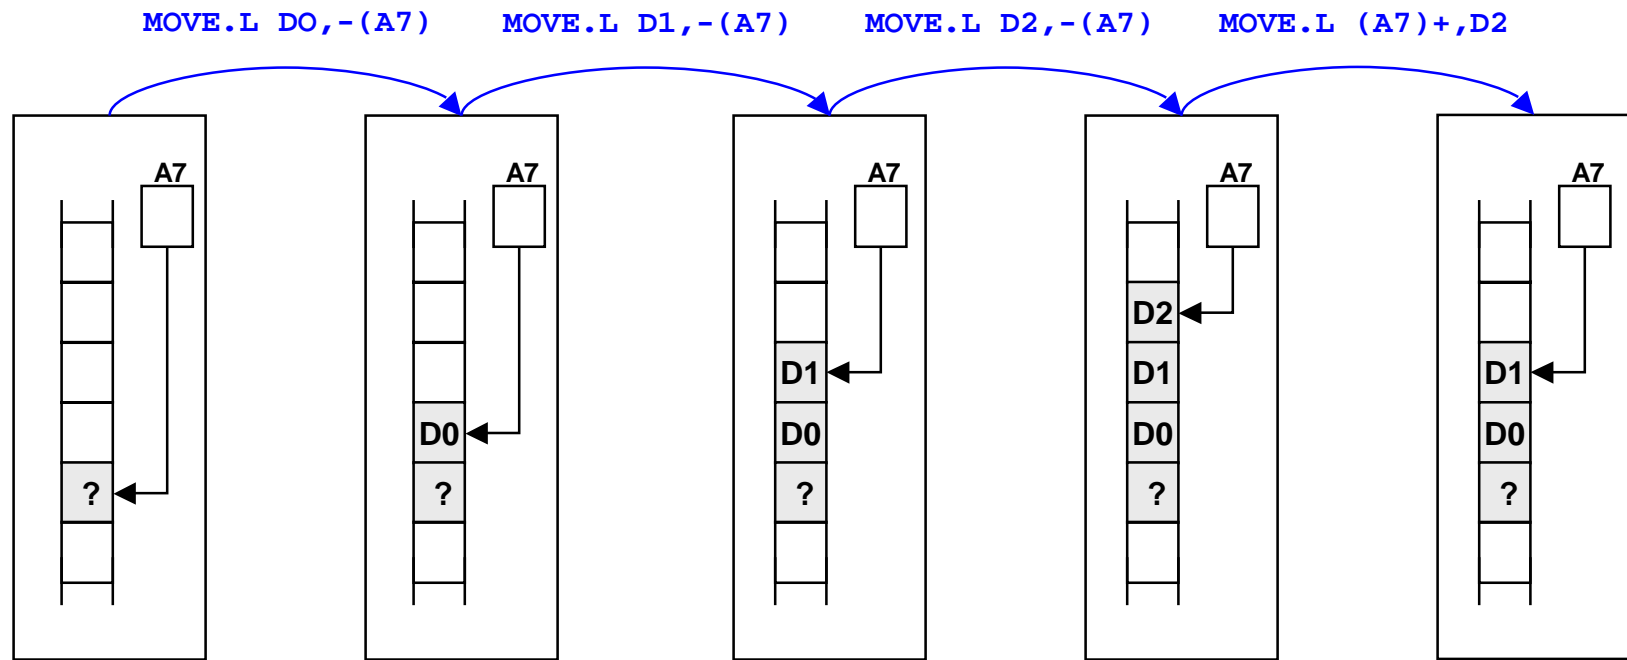 MOVE.L DO,-(A7) MOVE.L D1,-(A7) MOVE.L D2,-(A7) MOVE.L (A7)+,D2
A7 A7 A7 A7 A7
D2
D1 D1 D1
D0 D0 D0 D0
? ? ? ? ?